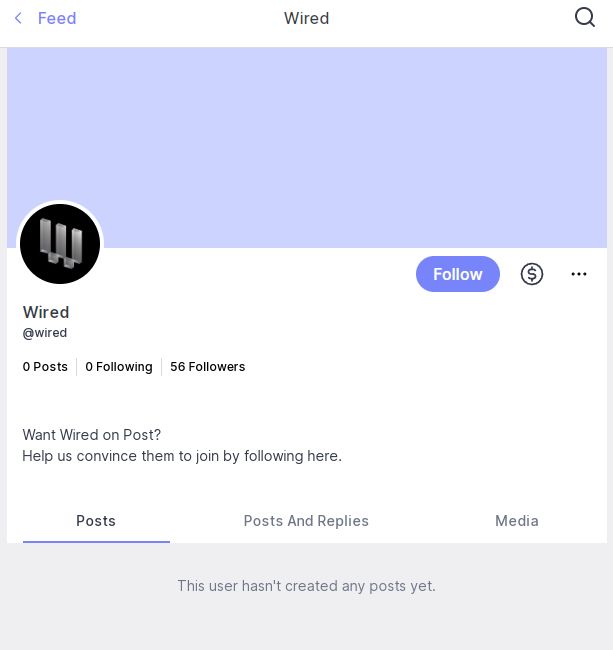 Feed
Wired
Follow
Wired
@wired
0 Posts
0 Following
56 Followers
Want Wired on Post?
Help us convince them to join by following here.
Posts
Posts And Replies
Media
This user hasn't created any posts yet.